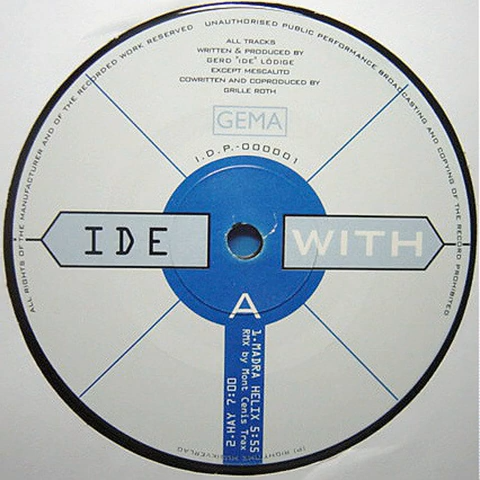 ALL RIGHTS OF THE MANUFACTURER AND OF THE RECORDED WORK RESERVED
UNAUTHORISED PUBLIC PERFORMANCE BROADCASTING AND COPYING OF THE RECORD PROHIBITED
ALL TRACKS
WRITTEN & PRODUCED BY
GERD "IDE" LÖDIGE
EXCEPT MESCALITO
COWRITTEN AND COPRODUCED BY
GRILLE ROTH
GEMA
I.D.P.-000001
IDE
WITH
A
1.MADRA HELIX 5:55
RMX by Mont Cenis Trax
2.HAY 7:00